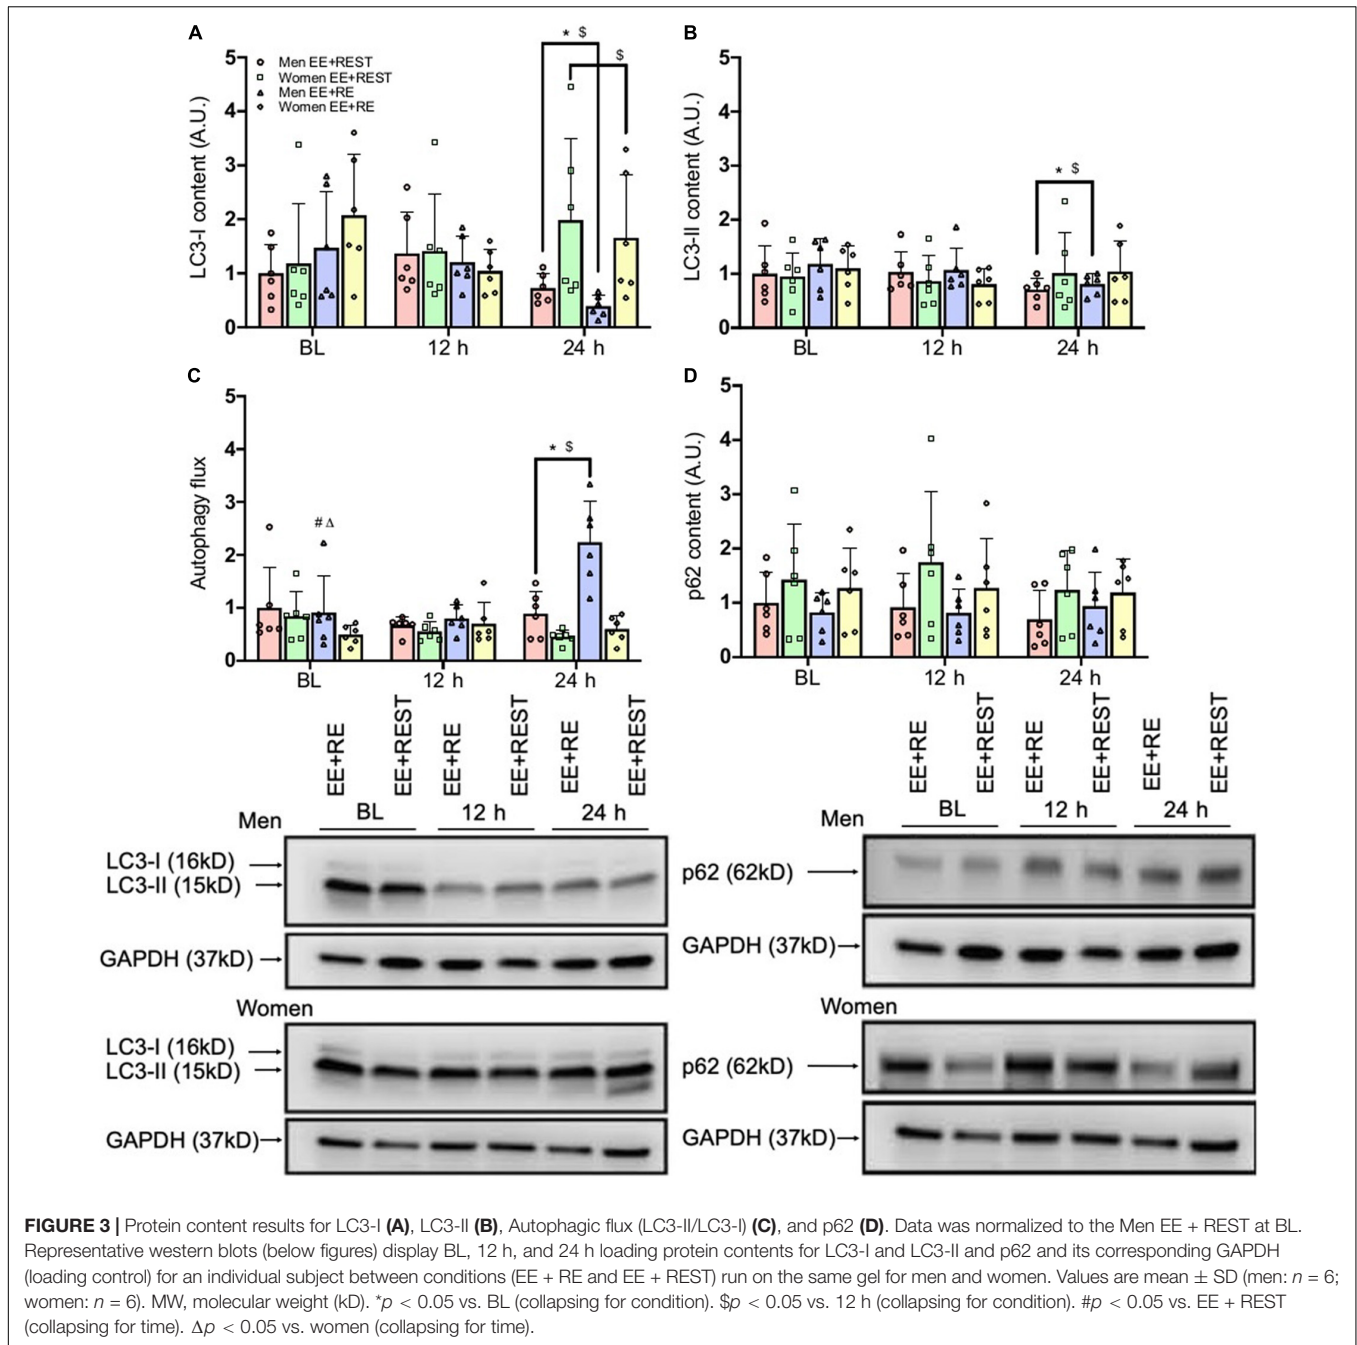 A
5
4
3
2
1
0
LC3-I content (A.U.)
Men EE+REST
Women EE+REST
Men EE+RE
Women EE+RE
* $
$
BL
12 h
24 h
B
5
4
3
2
1
0
LC3-II content (A.U.)
* $
BL
12 h
24 h
C
5
4
3
2
1
0
Autophagy flux
# Δ
* $
BL
12 h
24 h
D
5
4
3
2
1
0
p62 content (A.U.)
BL
12 h
24 h
EE+RE
EE+REST
EE+RE
EE+REST
EE+RE
EE+REST
BL
12 h
24 h
Men
LC3-I (16kD)
LC3-II (15kD)
GAPDH (37kD)
Women
LC3-I (16kD)
LC3-II (15kD)
GAPDH (37kD)
EE+RE
EE+REST
EE+RE
EE+REST
EE+RE
EE+REST
BL
12 h
24 h
Men
p62 (62kD)
GAPDH (37kD)
Women
p62 (62kD)
GAPDH (37kD)
FIGURE 3 | Protein content results for LC3-I (A), LC3-II (B), Autophagic flux (LC3-II/LC3-I) (C), and p62 (D). Data was normalized to the Men EE + REST at BL.
Representative western blots (below figures) display BL, 12 h, and 24 h loading protein contents for LC3-I and LC3-II and p62 and its corresponding GAPDH
(loading control) for an individual subject between conditions (EE + RE and EE + REST) run on the same gel for men and women. Values are mean ± SD (men: n = 6;
women: n = 6). MW, molecular weight (kD). *p < 0.05 vs. BL (collapsing for condition). $p < 0.05 vs. 12 h (collapsing for condition). #p < 0.05 vs. EE + REST
(collapsing for time). Δp < 0.05 vs. women (collapsing for time).